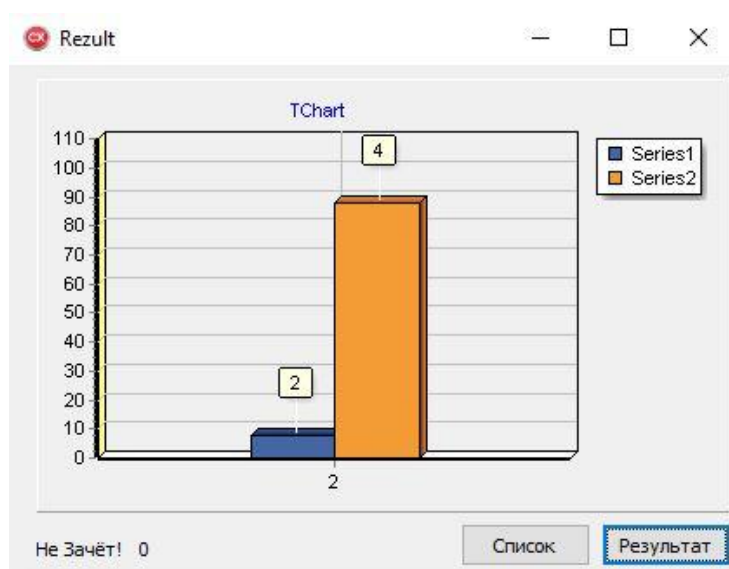 Rezult
TChart
110
100
90
80
70
60
50
40
30
20
10
0
4
2
2
Series1
Series2
Не Зачёт! 0
Список
Результат